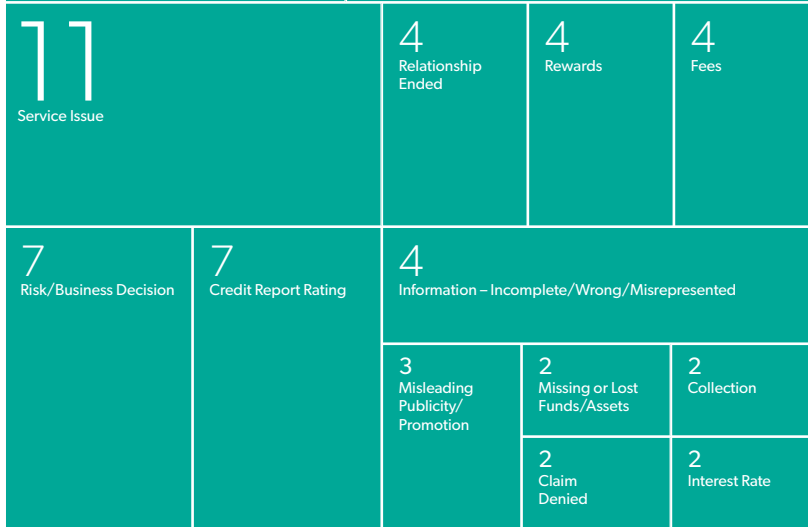 11
Service Issue
4
Relationship
Ended
4
Rewards
4
Fees
7
Risk/Business Decision
7
Credit Report Rating
4
Information – Incomplete/Wrong/Misrepresented
3
Misleading
Publicity/
Promotion
2
Missing or Lost
Funds/Assets
2
Collection
2
Claim
Denied
2
Interest Rate